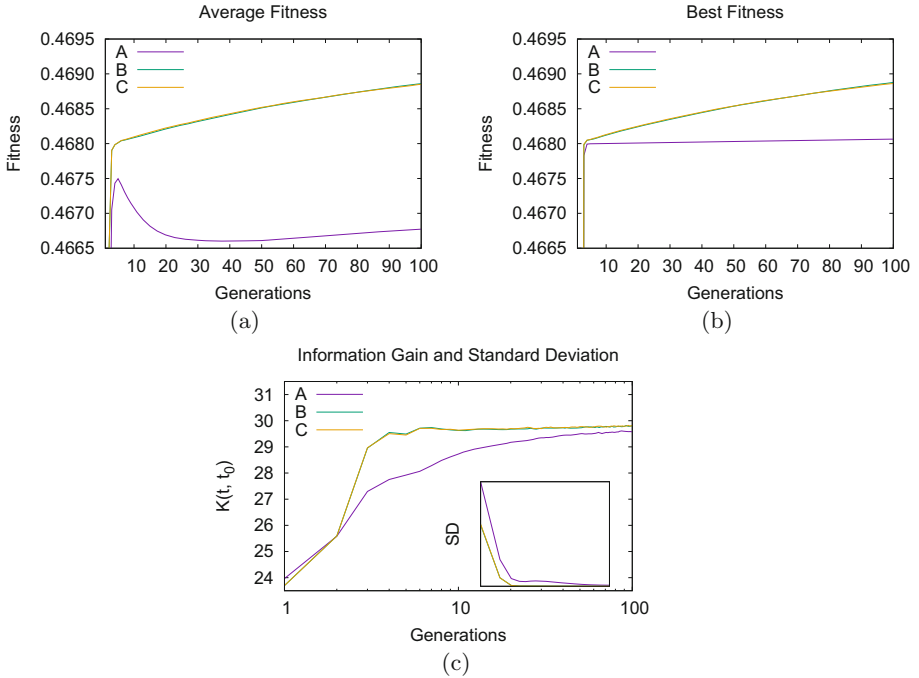 Average Fitness
Fitness
0.4695
0.4690
0.4685
0.4680
0.4675
0.4670
0.4665
A
B
C
10 20 30 40 50 60 70 80 90 100
Generations
(a)
Best Fitness
Fitness
0.4695
0.4690
0.4685
0.4680
0.4675
0.4670
0.4665
A
B
C
10 20 30 40 50 60 70 80 90 100
Generations
(b)
Information Gain and Standard Deviation
K(t, t0)
31
30
29
28
27
26
25
24
A
B
C
SD
1 10 100
Generations
(c)